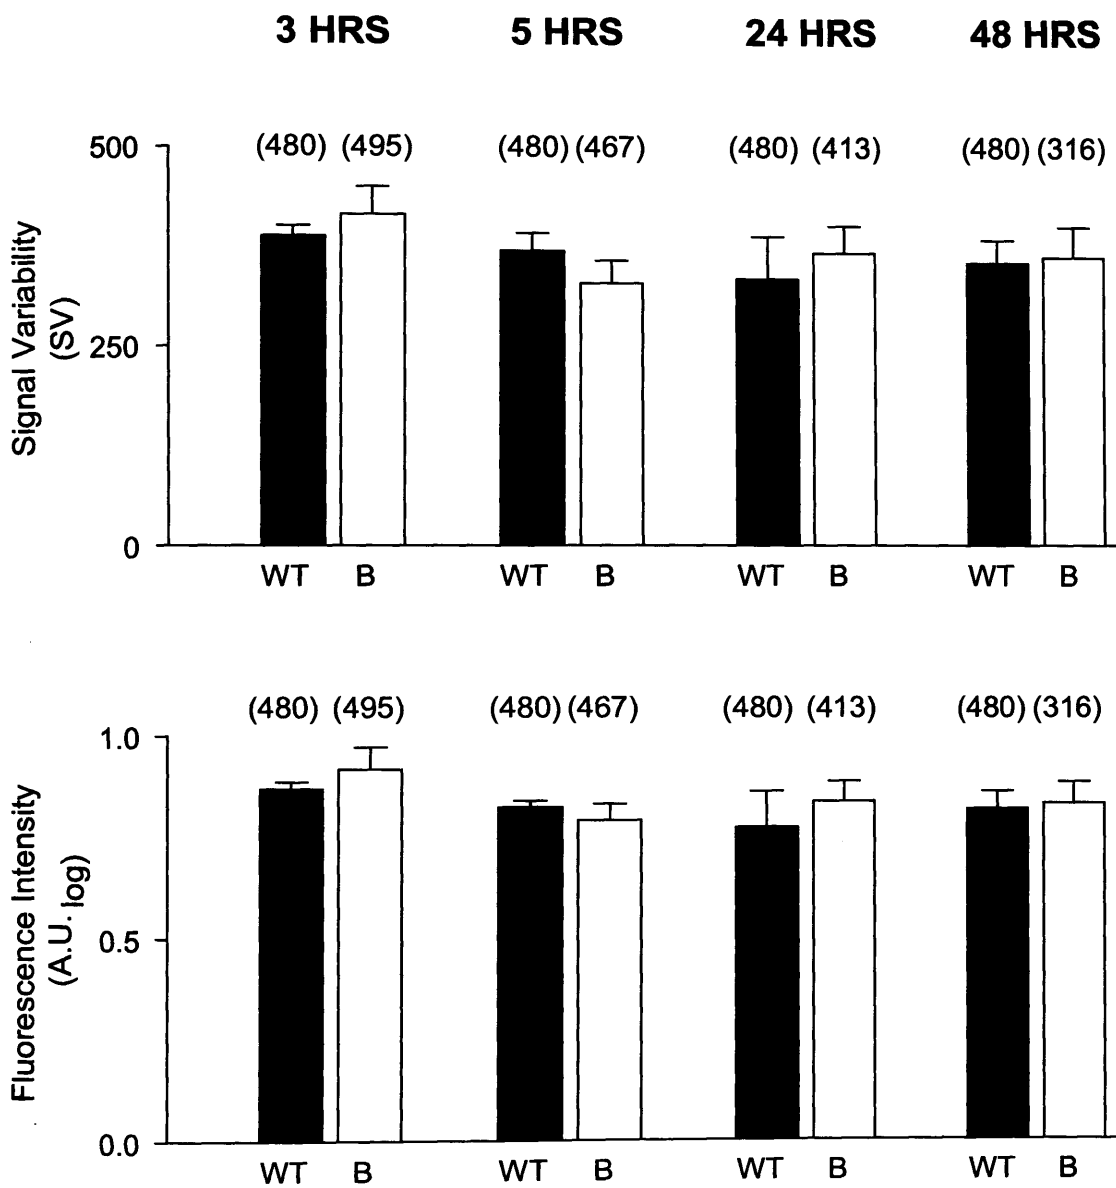 3 HRS 5 HRS 24 HRS 48 HRS
(480) (495) (480) (467) (480) (413) (480) (316)
500
250
0
Signal Variability
(SV)
WT B WT B WT B WT B
(480) (495) (480) (467) (480) (413) (480) (316)
1.0
0.5
0.0
Fluorescence Intensity
(A.U. log)
WT B WT B WT B WT B